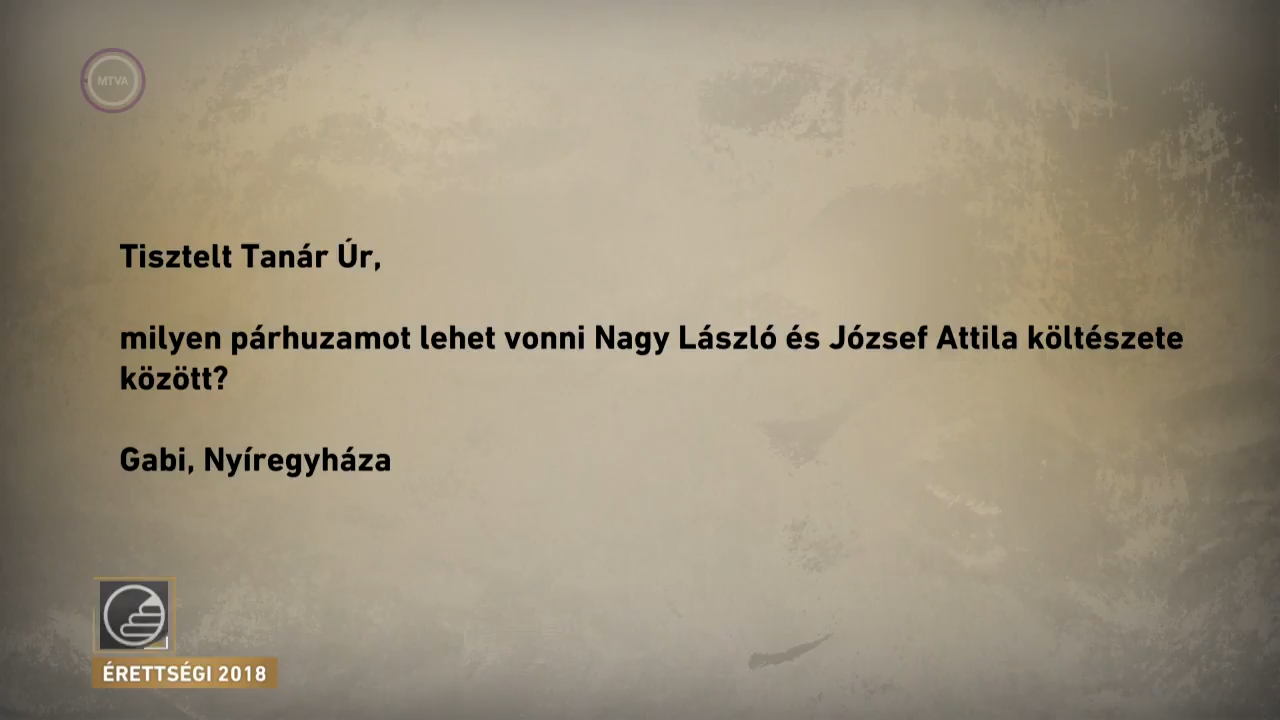 MTVA
Tisztelt Tanár Úr,
milyen párhuzamot lehet vonni Nagy László és József Attila költészete
között?
Gabi, Nyíregyháza
ÉRETTSÉGI 2018